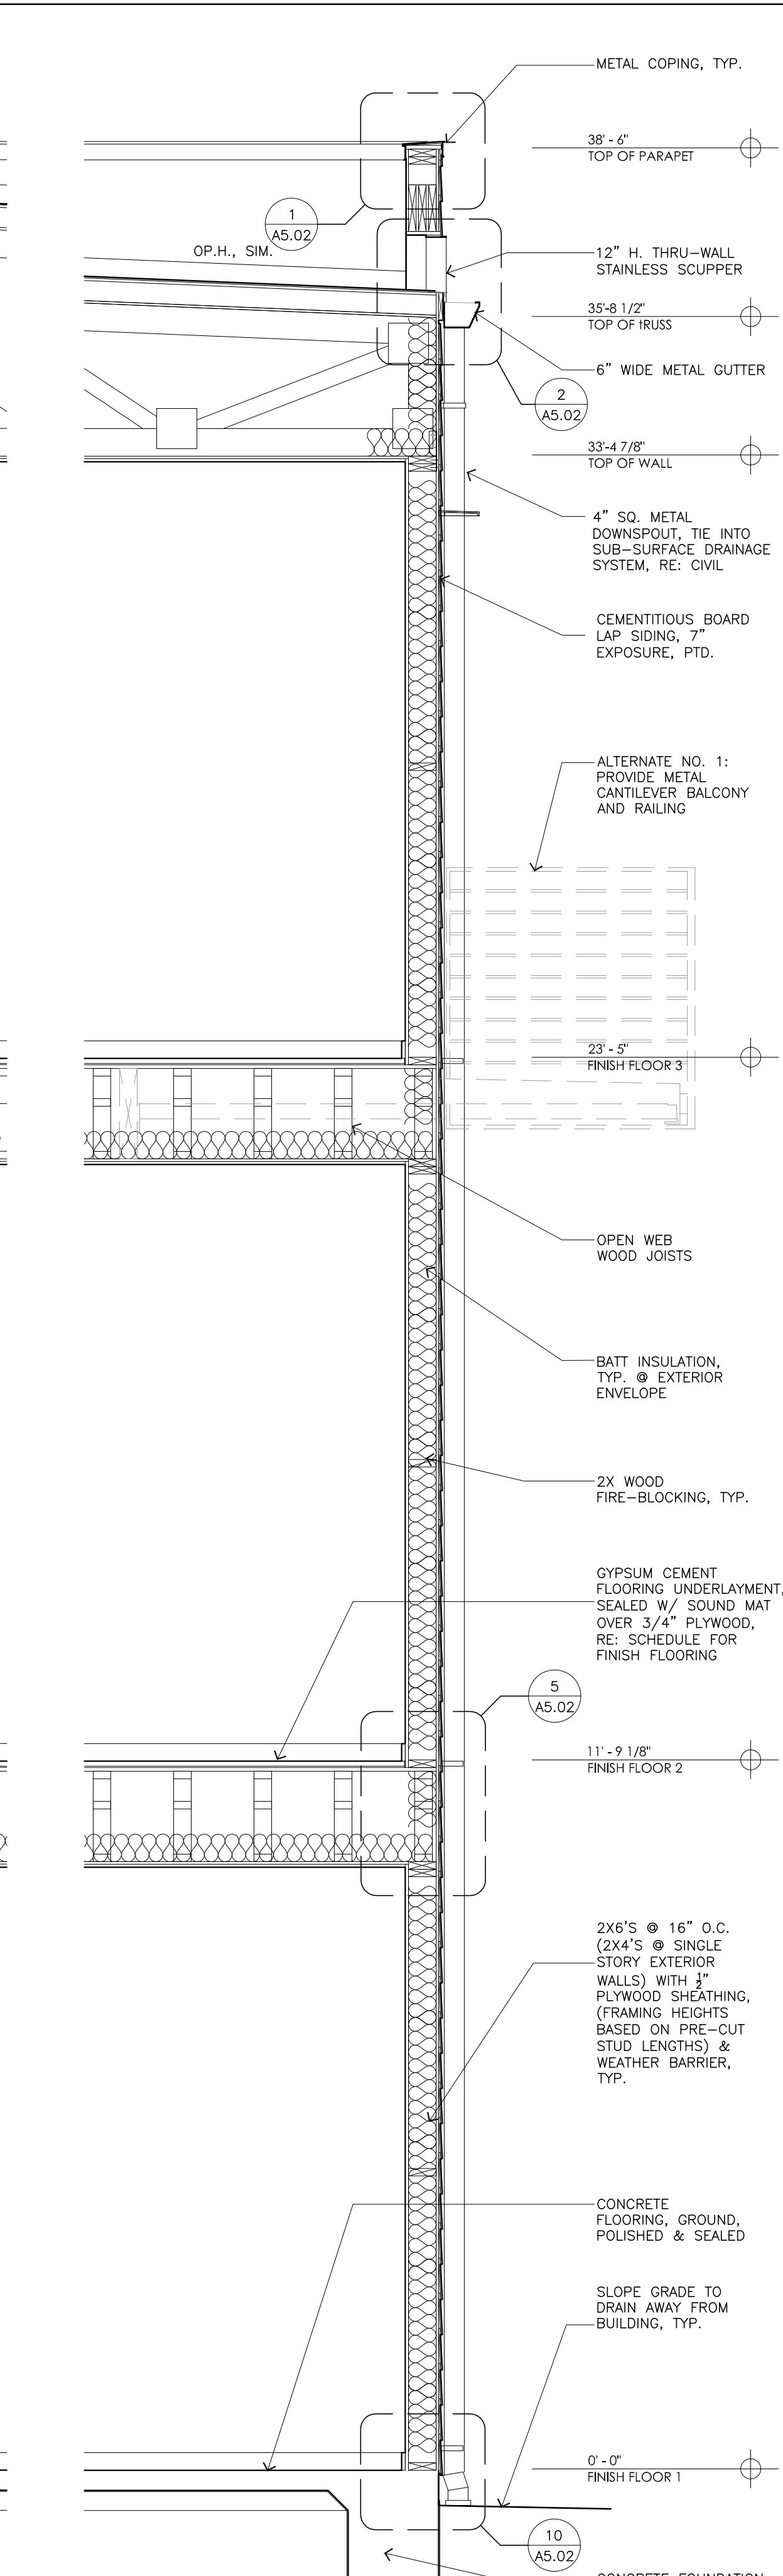 METAL COPING, TYP.
38' - 6"
TOP OF PARAPET
1
A5.02
OP.H., SIM.
12" H. THRU-WALL
STAINLESS SCUPPER
35'-8 1/2"
TOP OF tRUSS
6" WIDE METAL GUTTER
2
A5.02
33'-4 7/8"
TOP OF WALL
4" SQ. METAL
DOWNSPOUT, TIE INTO
SUB-SURFACE DRAINAGE
SYSTEM, RE: CIVIL
CEMENTITIOUS BOARD
LAP SIDING, 7"
EXPOSURE, PTD.
ALTERNATE NO. 1:
PROVIDE METAL
CANTILEVER BALCONY
AND RAILING
23' - 5"
FINISH FLOOR 3
OPEN WEB
WOOD JOISTS
BATT INSULATION,
TYP. @ EXTERIOR
ENVELOPE
2X WOOD
FIRE-BLOCKING, TYP.
GYPSUM CEMENT
FLOORING UNDERLAYMENT,
SEALED W/ SOUND MAT
OVER 3/4" PLYWOOD,
RE: SCHEDULE FOR
FINISH FLOORING
5
A5.02
11' - 9 1/8"
FINISH FLOOR 2
2X6'S @ 16" O.C.
(2X4'S @ SINGLE
STORY EXTERIOR
WALLS) WITH ½"
PLYWOOD SHEATHING,
(FRAMING HEIGHTS
BASED ON PRE-CUT
STUD LENGTHS) &
WEATHER BARRIER,
TYP.
CONCRETE
FLOORING, GROUND,
POLISHED & SEALED
SLOPE GRADE TO
DRAIN AWAY FROM
BUILDING, TYP.
0' - 0"
FINISH FLOOR 1
10
A5.02
CONCRETE FOUNDATION